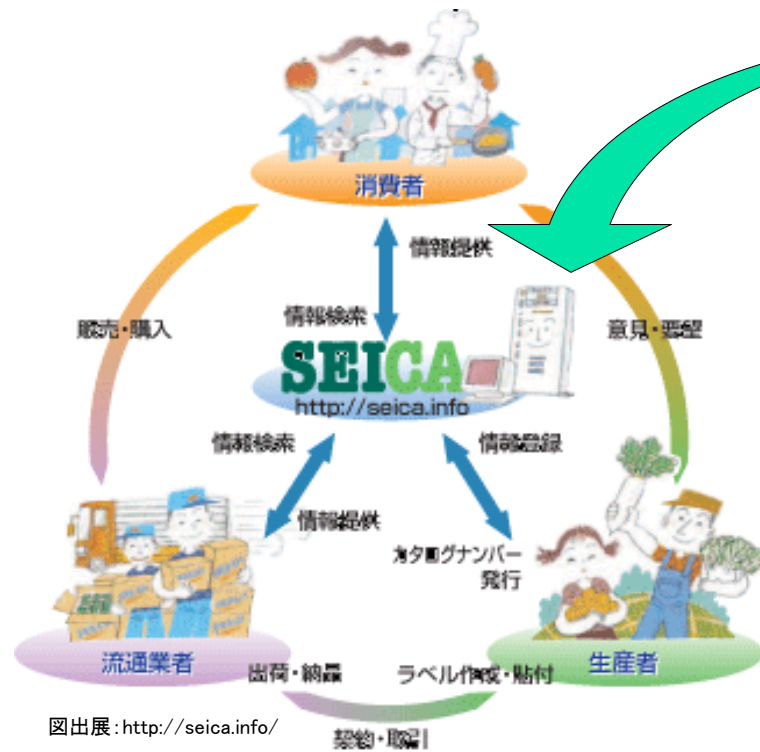 消費者
情報提供
情報検索
販売・購入
意見・要望
SEICA
http://seica.info
情報検索
情報登録
情報提供
カタログナンバー
発行
流通業者
出荷・納品
ラベル作成・貼付
生産者
図出展:http://seica.info/
契約・取引